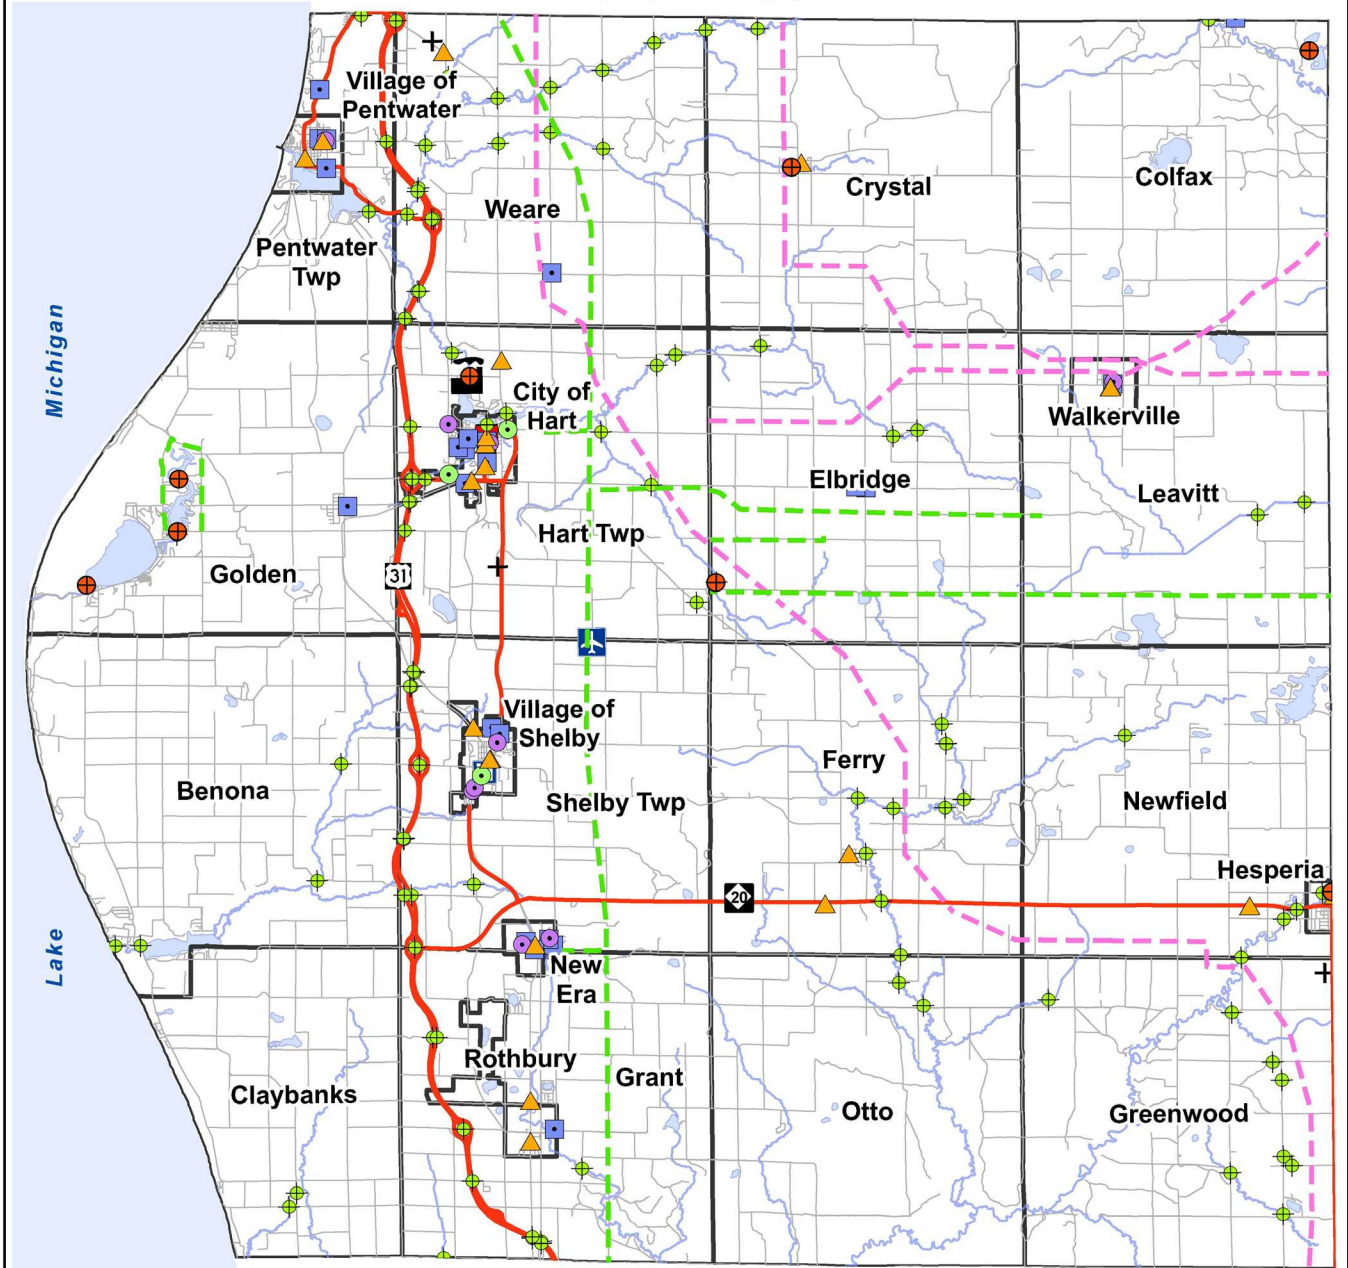 Village of
Pentwater
Crystal
Colfax
Weare
Pentwater
Twp
Michigan
City of
Hart
Walkerville
Elbridge
Leavitt
Hart Twp
Golden
31
Village of
Shelby
Ferry
Benona
Shelby Twp
Newfield
Hesperia
20
Lake
New
Era
Rothbury
Grant
Claybanks
Otto
Greenwood